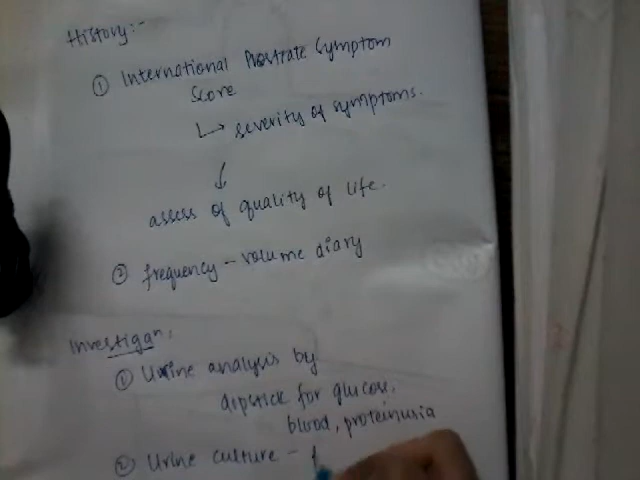 History:-
① International Prostrate Symptom
Score
↳ severity of symptoms.
↓
assess of quality of life.
② frequency - volume diary
Investigaⁿ:
① Urine analysis by
dipstick for glucose,
blood, proteinuria
② Urine culture -